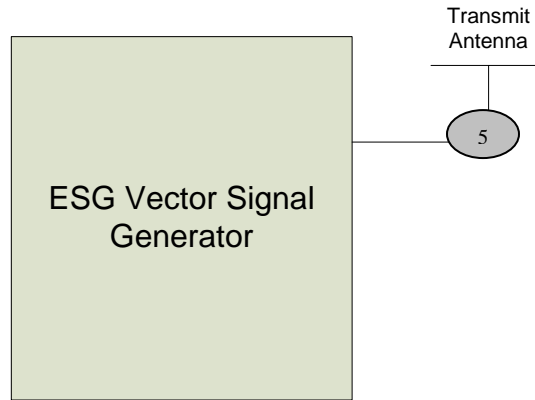 Transmit
Antenna
5
ESG Vector Signal
Generator